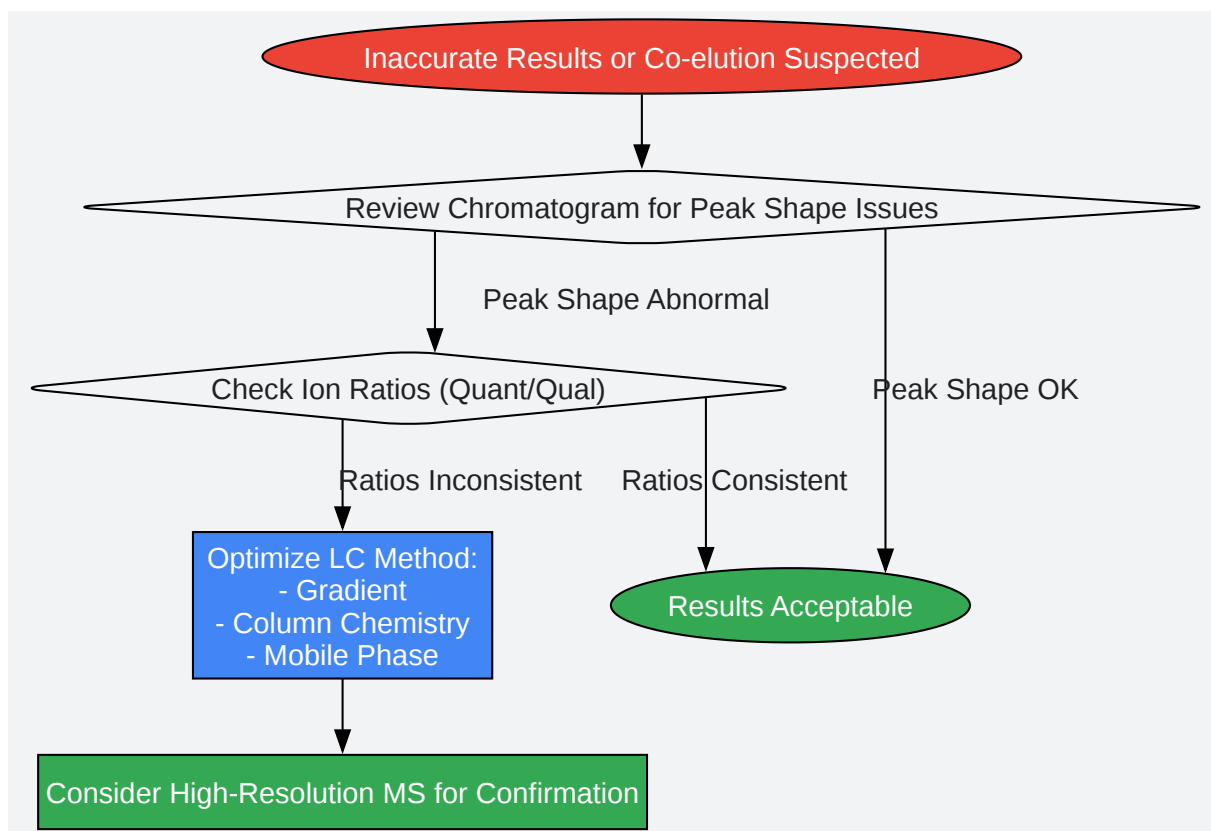 Inaccurate Results or Co-elution Suspected
Review Chromatogram for Peak Shape Issues
Peak Shape Abnormal
Check Ion Ratios (Quant/Qual)
Peak Shape OK
Ratios Inconsistent
Ratios Consistent
Optimize LC Method:
- Gradient
- Column Chemistry
- Mobile Phase
Results Acceptable
Consider High-Resolution MS for Confirmation